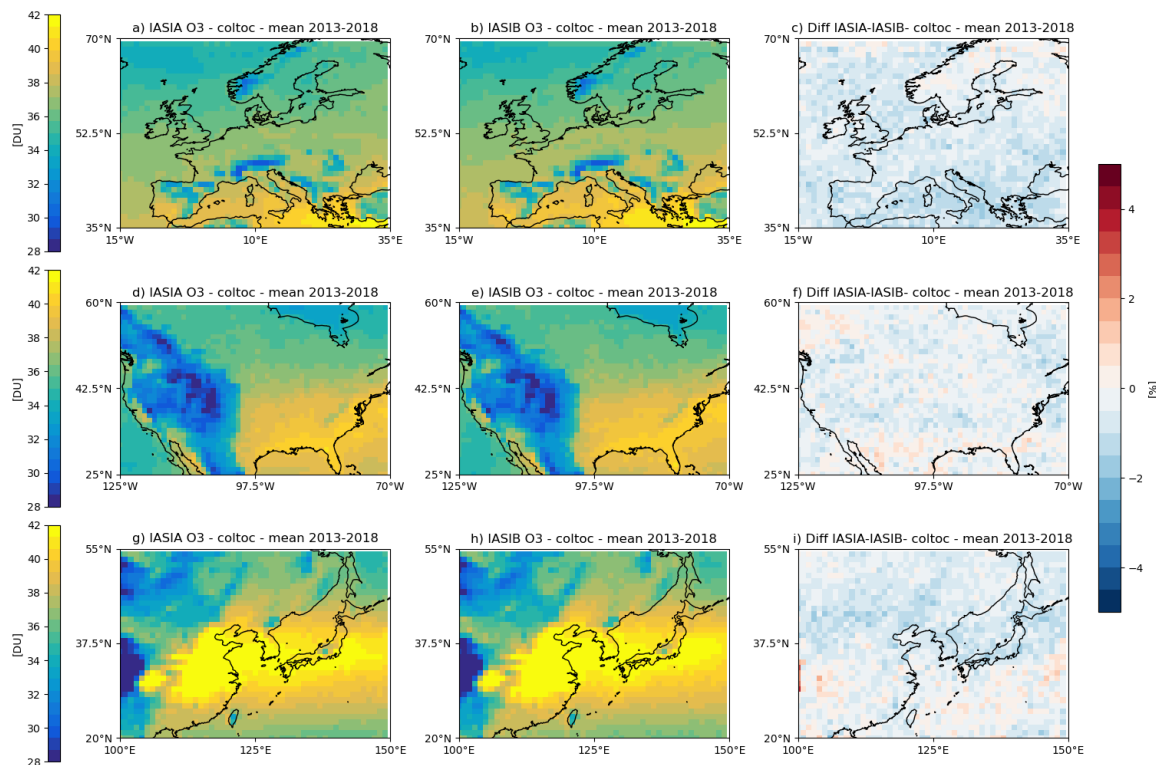 a) IASIA O3 - coltoc - mean 2013-2018
b) IASIB O3 - coltoc - mean 2013-2018
c) Diff IASIA-IASIB- coltoc - mean 2013-2018
42
40
38
36
34
32
30
28
[DU]
70°N
52.5°N
35°N
15°W
10°E
35°E
70°N
52.5°N
35°N
15°W
10°E
35°E
70°N
52.5°N
35°N
15°W
10°E
35°E
d) IASIA O3 - coltoc - mean 2013-2018
e) IASIB O3 - coltoc - mean 2013-2018
f) Diff IASIA-IASIB- coltoc - mean 2013-2018
42
40
38
36
34
32
30
28
[DU]
60°N
42.5°N
25°N
125°W
97.5°W
70°W
60°N
42.5°N
25°N
125°W
97.5°W
70°W
60°N
42.5°N
25°N
125°W
97.5°W
70°W
g) IASIA O3 - coltoc - mean 2013-2018
h) IASIB O3 - coltoc - mean 2013-2018
i) Diff IASIA-IASIB- coltoc - mean 2013-2018
42
40
38
36
34
32
30
28
[DU]
55°N
37.5°N
20°N
100°E
125°E
150°E
55°N
37.5°N
20°N
100°E
125°E
150°E
55°N
37.5°N
20°N
100°E
125°E
150°E
4
2
0
−2
−4
[%]